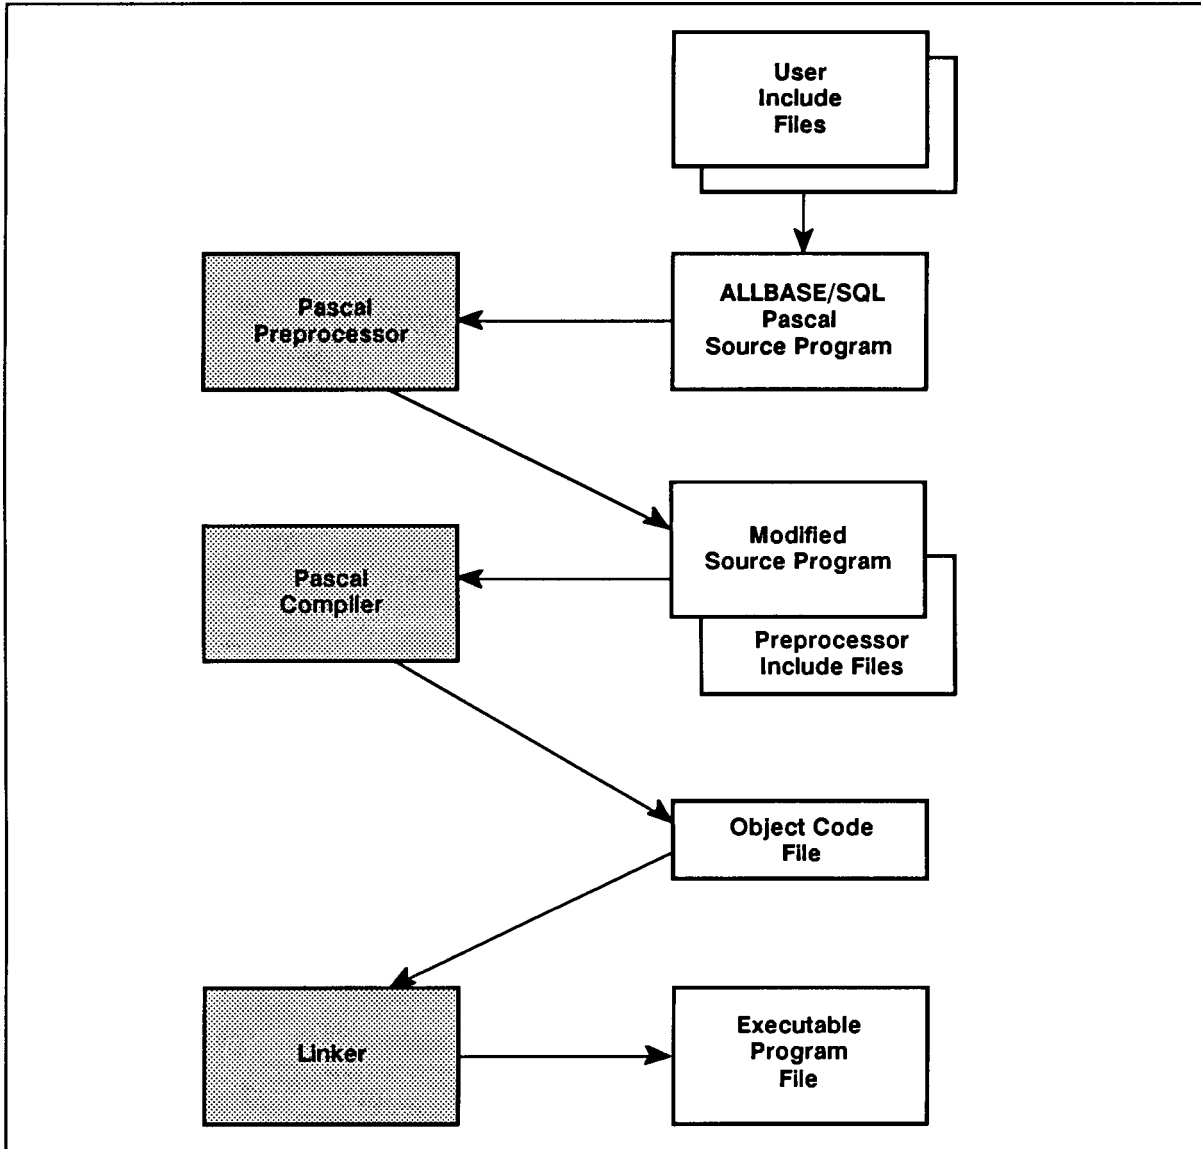 User
Include
Files
ALLBASE/SQL
Pascal
Source Program
Pascal
Preprocessor
Modified
Source Program
Preprocessor
Include Files
Pascal
Compiler
Object Code
File
Linker
Executable
Program
File